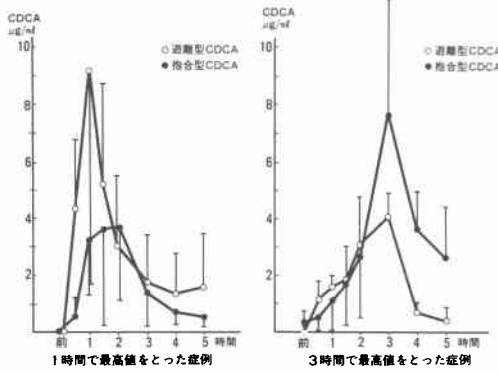 CDCA
μg/ml
10
8
6
4
2
○ 遊離型CDCA
● 抱合型CDCA
前 1 2 3 4 5 時間
1時間で最高値をとった症例
CDCA
μg/ml
10
8
6
4
2
○ 遊離型CDCA
● 抱合型CDCA
前 1 2 3 4 5 時間
3時間で最高値をとった症例